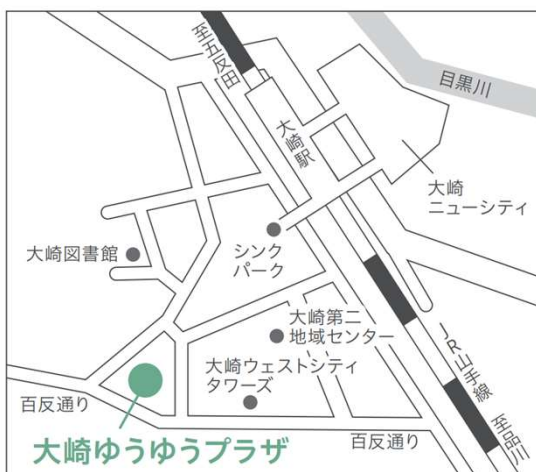 至五反田
目黒川
大崎駅
大崎
ニューシティ
大崎図書館
シンク
パーク
大崎第二
地域センター
大崎ウェストシティ
タワーズ
JR山手線
至品川
百反通り
百反通り
大崎ゆうゆうプラザ